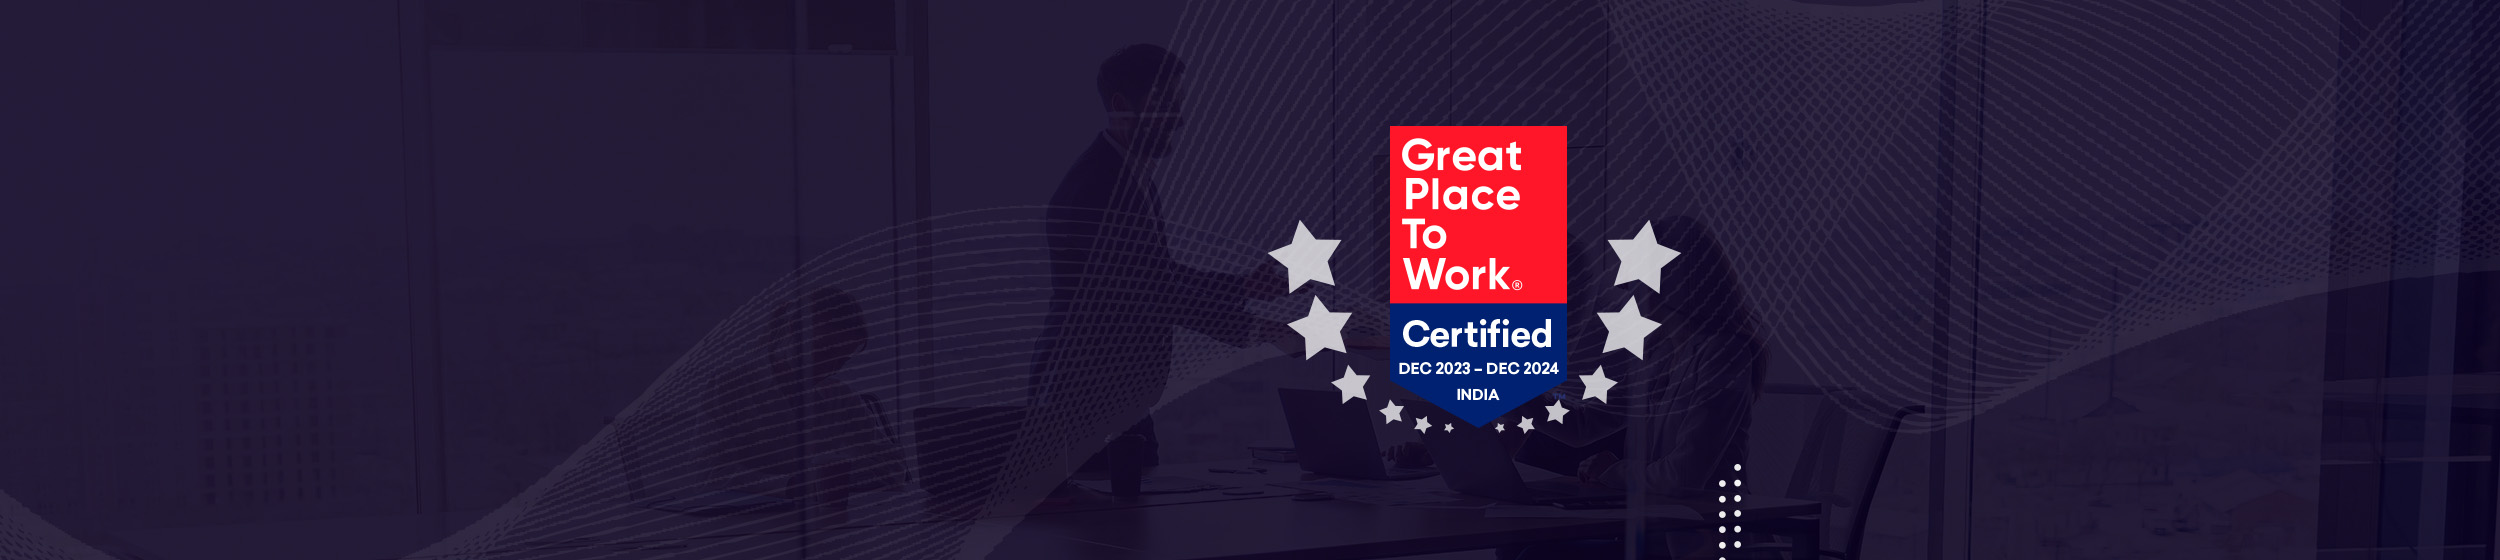 Great
Place
To
Work®
Certified
DEC 2023 – DEC 2024
INDIA